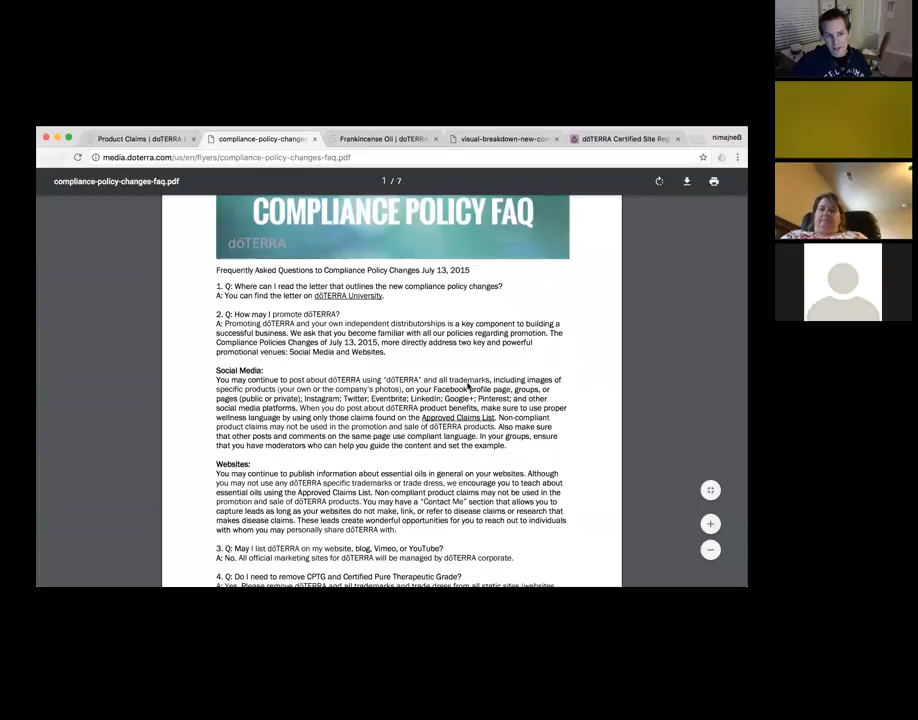 Product Claims | dōTERRA
compliance-policy-changes
Frankincense Oil | dōTERR
visual-breakdown-new-con
dōTERRA Certified Site Reg
nimajneB
media.doterra.com/us/en/flyers/compliance-policy-changes-faq.pdf
compliance-policy-changes-faq.pdf
1 / 7
COMPLIANCE POLICY FAQ
dōTERRA
Frequently Asked Questions to Compliance Policy Changes July 13, 2015
1. Q: Where can I read the letter that outlines the new compliance policy changes?
A: You can find the letter on dōTERRA University.
2. Q: How may I promote dōTERRA?
A: Promoting dōTERRA and your own independent distributorships is a key component to building a
successful business. We ask that you become familiar with all our policies regarding promotion. The
Compliance Policies Changes of July 13, 2015, more directly address two key and powerful
promotional venues: Social Media and Websites.
Social Media:
You may continue to post about dōTERRA using "dōTERRA" and all trademarks, including images of
specific products (your own or the company's photos), on your Facebook profile page, groups, or
pages (public or private); Instagram; Twitter; Eventbrite; LinkedIn; Google+; Pinterest; and other
social media platforms. When you do post about dōTERRA product benefits, make sure to use proper
wellness language by using only those claims found on the Approved Claims List. Non-compliant
product claims may not be used in the promotion and sale of dōTERRA products. Also make sure
that other posts and comments on the same page use compliant language. In your groups, ensure
that you have moderators who can help you guide the content and set the example.
Websites:
You may continue to publish information about essential oils in general on your websites. Although
you may not use any dōTERRA specific trademarks or trade dress, we encourage you to teach about
essential oils using the Approved Claims List. Non-compliant product claims may not be used in the
promotion and sale of dōTERRA products. You may have a "Contact Me" section that allows you to
capture leads as long as your websites do not make, link, or refer to disease claims or research that
makes disease claims. These leads create wonderful opportunities for you to reach out to individuals
with whom you may personally share dōTERRA with.
3. Q: May I list dōTERRA on my website, blog, Vimeo, or YouTube?
A: No. All official marketing sites for dōTERRA will be managed by dōTERRA corporate.
4. Q: Do I need to remove CPTG and Certified Pure Therapeutic Grade?
A: Yes. Please remove dōTERRA and all trademarks and trade dress from all static sites (websites